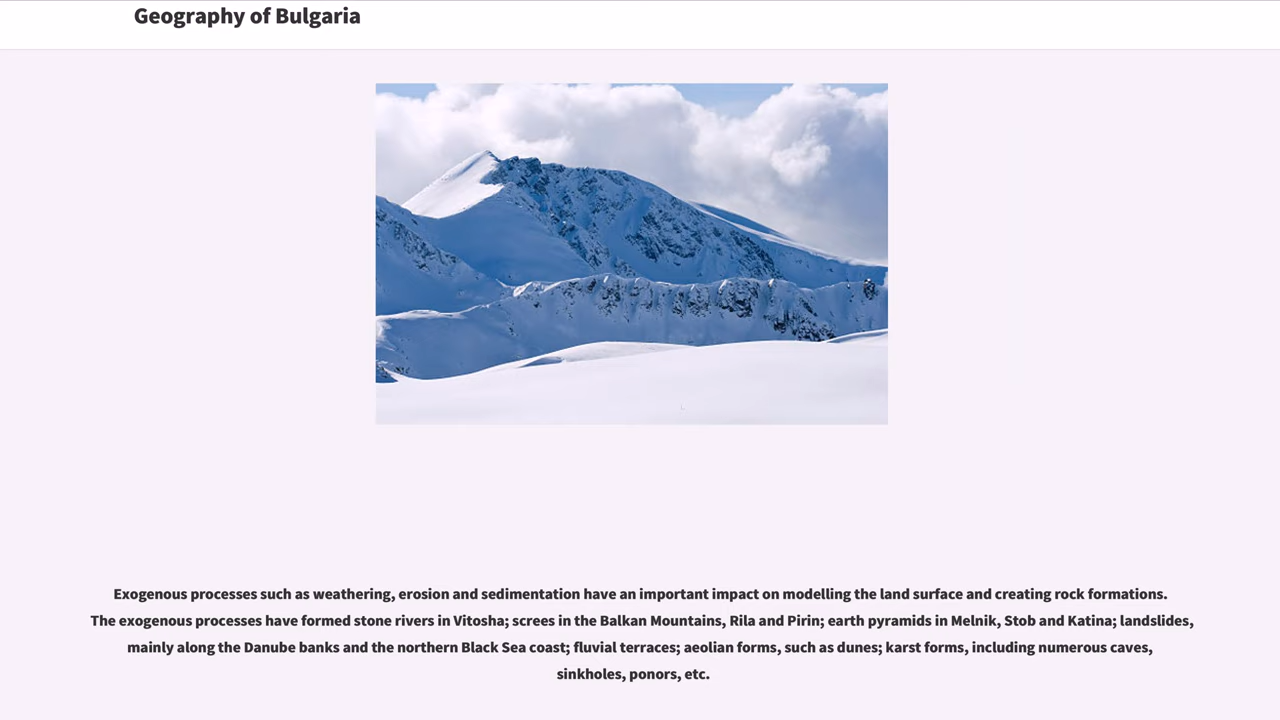 Geography of Bulgaria
Exogenous processes such as weathering, erosion and sedimentation have an important impact on modelling the land surface and creating rock formations.
The exogenous processes have formed stone rivers in Vitosha; screes in the Balkan Mountains, Rila and Pirin; earth pyramids in Melnik, Stob and Katina; landslides,
mainly along the Danube banks and the northern Black Sea coast; fluvial terraces; aeolian forms, such as dunes; karst forms, including numerous caves,
sinkholes, ponors, etc.